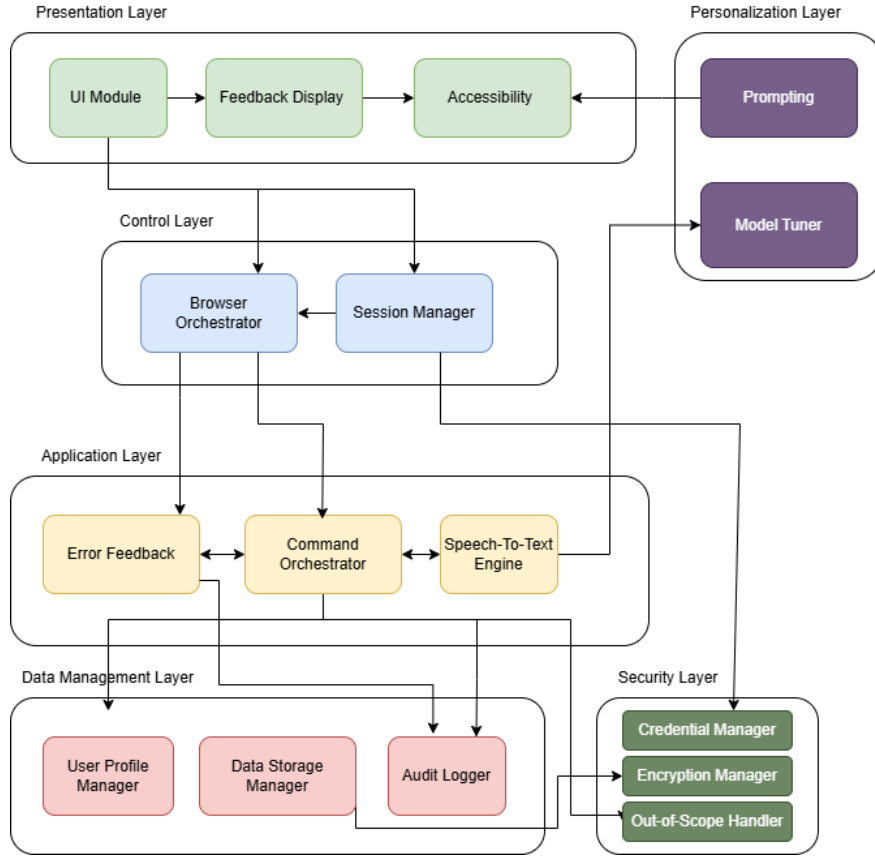 Presentation Layer
Personalization Layer
UI Module
Feedback Display
Accessibility
Prompting
Model Tuner
Control Layer
Browser
Orchestrator
Session Manager
Application Layer
Error Feedback
Command
Orchestrator
Speech-To-Text
Engine
Data Management Layer
Security Layer
User Profile
Manager
Data Storage
Manager
Audit Logger
Credential Manager
Encryption Manager
Out-of-Scope Handler